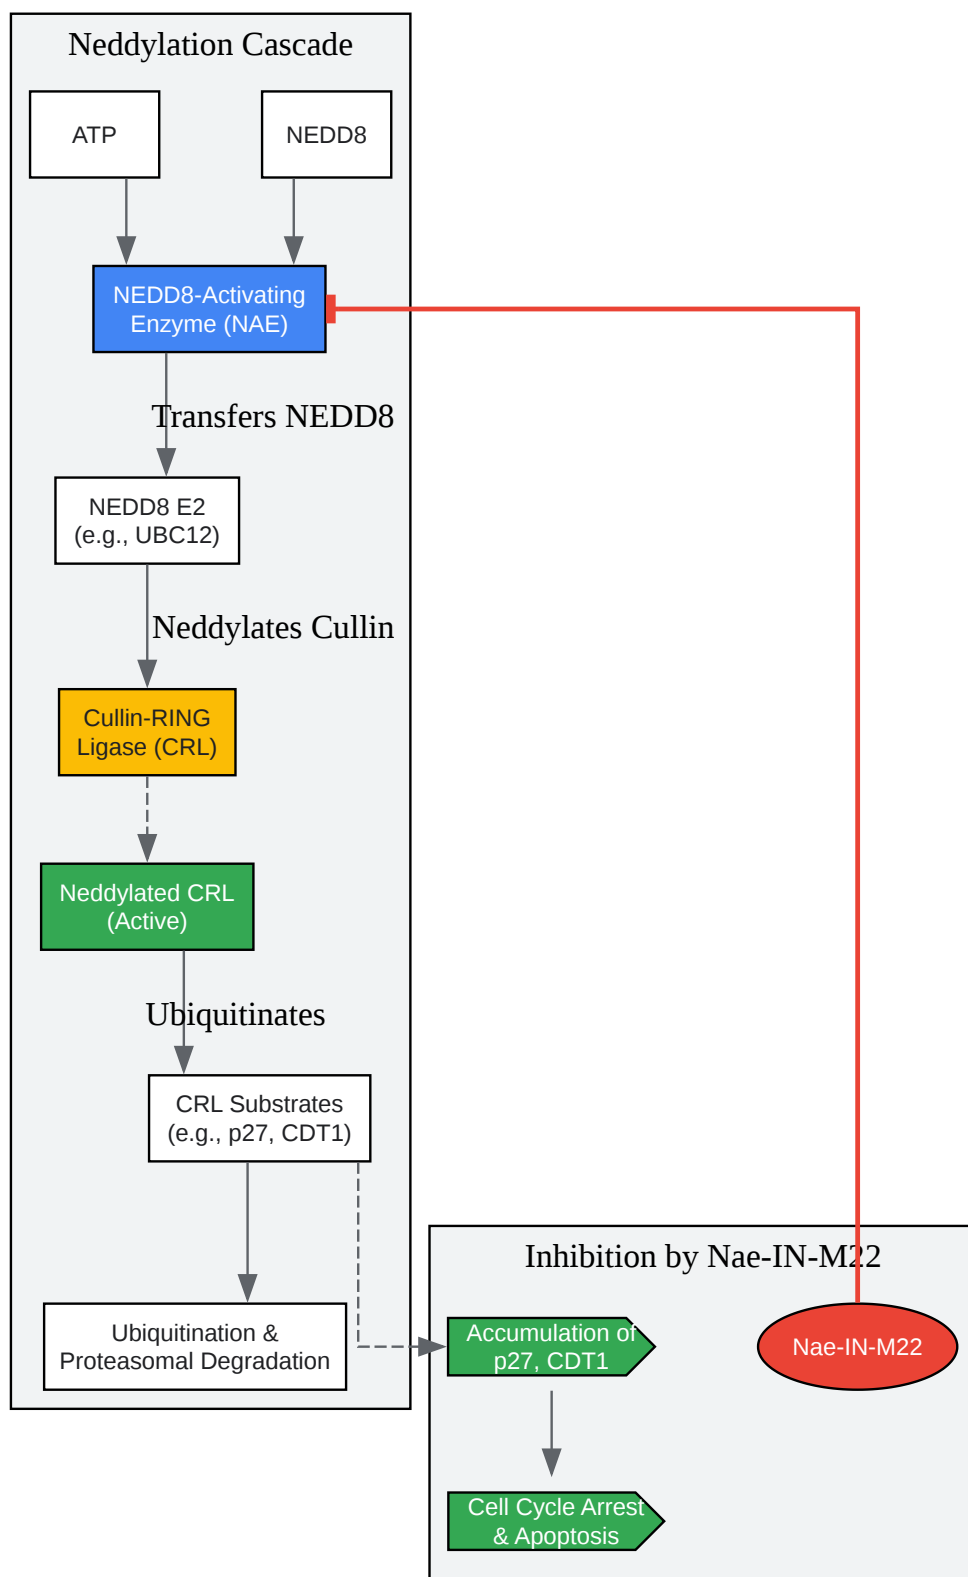 Neddylation Cascade
ATP
NEDD8
NEDD8-Activating
Enzyme (NAE)
Transfers NEDD8
NEDD8 E2
(e.g., UBC12)
Neddylates Cullin
Cullin-RING
Ligase (CRL)
Neddylated CRL
(Active)
Ubiquitinates
CRL Substrates
(e.g., p27, CDT1)
Ubiquitination &
Proteasomal Degradation
Inhibition by Nae-IN-M22
Accumulation of
p27, CDT1
Nae-IN-M22
Cell Cycle Arrest
& Apoptosis